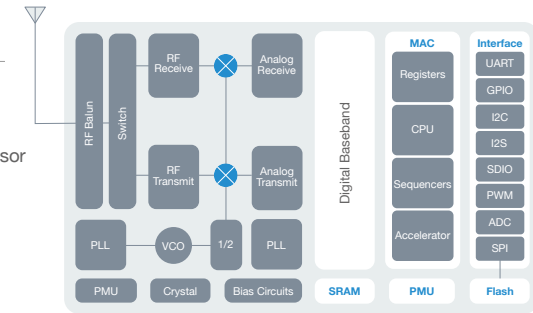 RF Balun
Switch
RF
Receive
Analog
Receive
RF
Transmit
Analog
Transmit
PLL
VCO
1/2
PLL
PMU
Crystal
Bias Circuits
Digital Baseband
SRAM
MAC
Registers
CPU
Sequencers
Accelerator
PMU
Interface
UART
GPIO
I2C
I2S
SDIO
PWM
ADC
SPI
Flash
sor